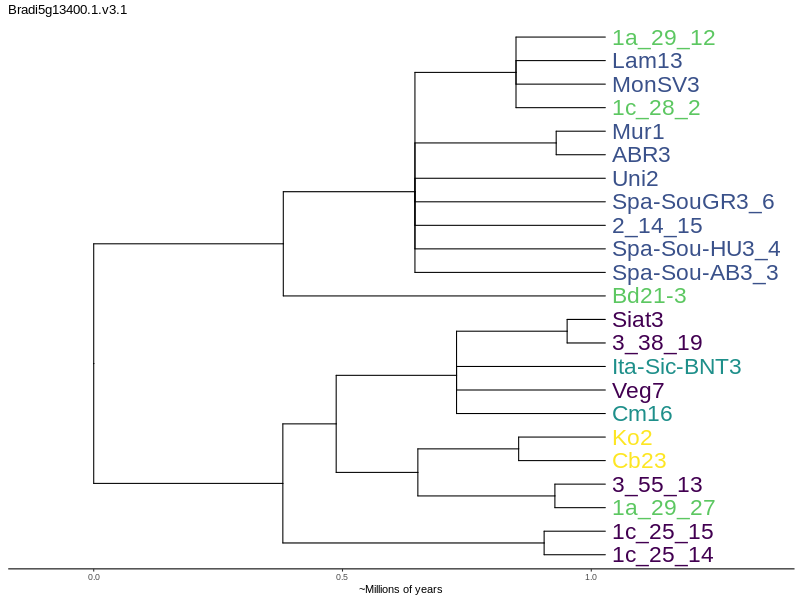 Bradi5g13400.1.v3.1
1a_29_12
Lam13
MonSV3
1c_28_2
Mur1
ABR3
Uni2
Spa-SouGR3_6
2_14_15
Spa-Sou-HU3_4
Spa-Sou-AB3_3
Bd21-3
Siat3
3_38_19
Ita-Sic-BNT3
Veg7
Cm16
Ko2
Cb23
3_55_13
1a_29_27
1c_25_15
1c_25_14
0.0 0.5 1.0
~Millions of years